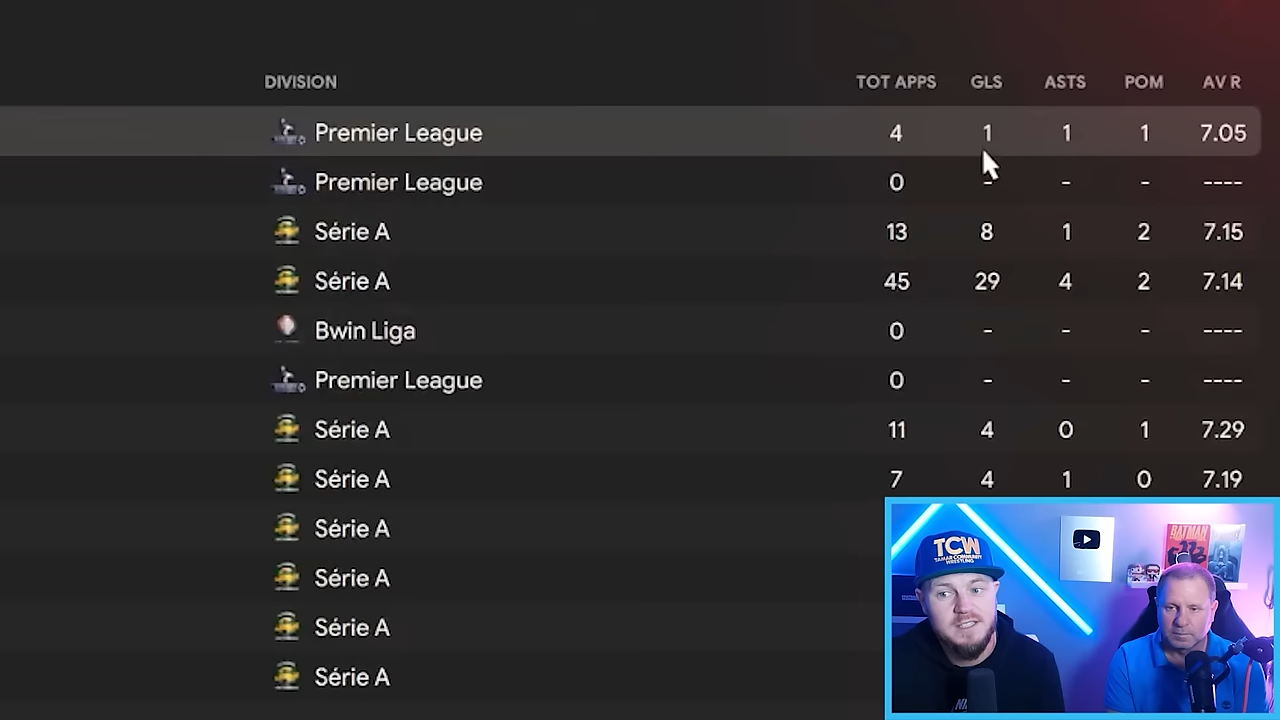 DIVISION TOT APPS GLS ASTS POM AV R
Premier League 4 1 1 1 7.05
Premier League 0 - - - ----
Série A 13 8 1 2 7.15
Série A 45 29 4 2 7.14
Bwin Liga 0 - - - ----
Premier League 0 - - - ----
Série A 11 4 0 1 7.29
Série A 7 4 1 0 7.19
Série A
Série A
Série A
Série A
BATMAN
TCW
TAMAR COMMUNITY
WRESTLING